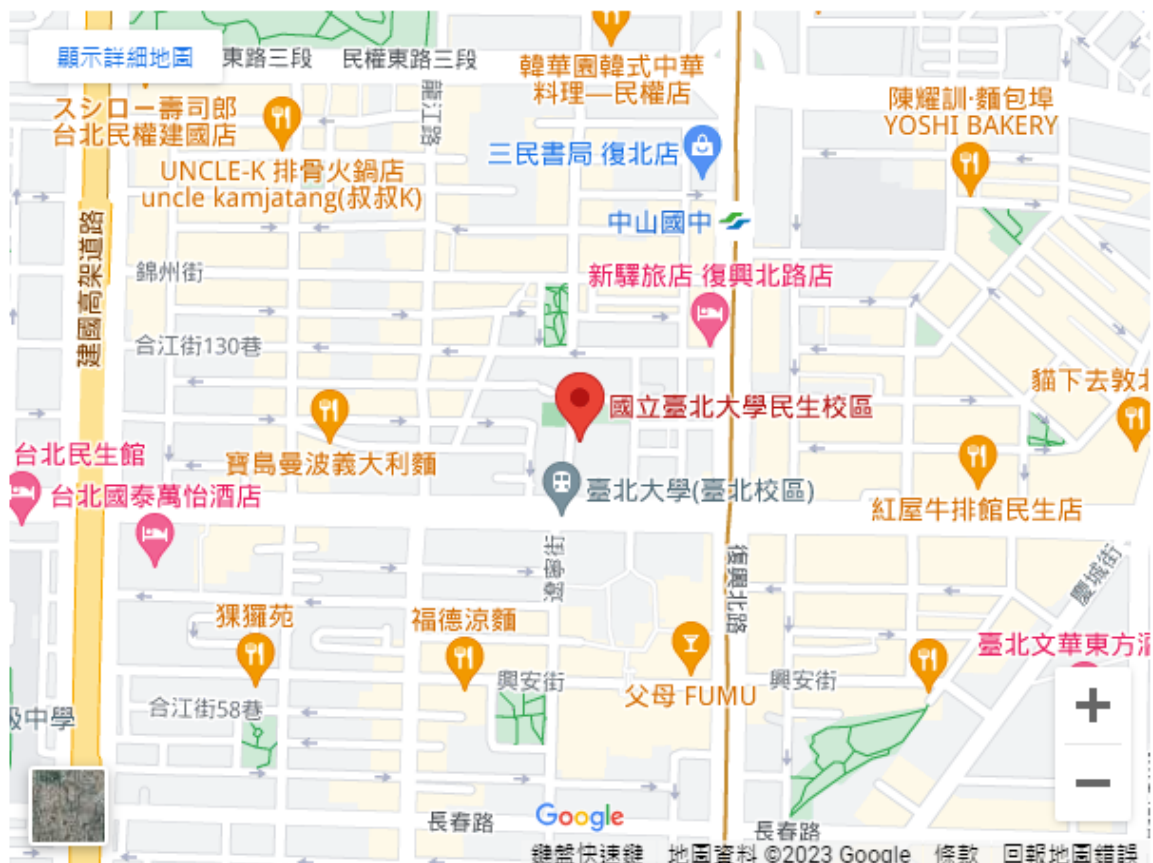 顯示詳細地圖
東路三段
民權東路三段
韓華園韓式中華
料理—民權店
スシロー壽司郎
台北民權建國店
龍江路
陳耀訓·麵包埠
YOSHI BAKERY
三民書局 復北店
UNCLE-K 排骨火鍋店
uncle kamjatang(叔叔K)
中山國中
建國高架道路
錦州街
新驛旅店 復興北路店
合江街130巷
貓下去敦北
國立臺北大學民生校區
台北民生館
寶島曼波義大利麵
台北國泰萬怡酒店
臺北大學(臺北校區)
紅屋牛排館民生店
遼寧街
復興北路
慶城街
猓玀苑
福德涼麵
臺北文華東方酒
興安街
興安街
父母 FUMU
合江街58巷
級中學
長春路
Google
長春路
鍵盤快速鍵
地圖資料 ©2023 Google
條款
回報地圖錯誤